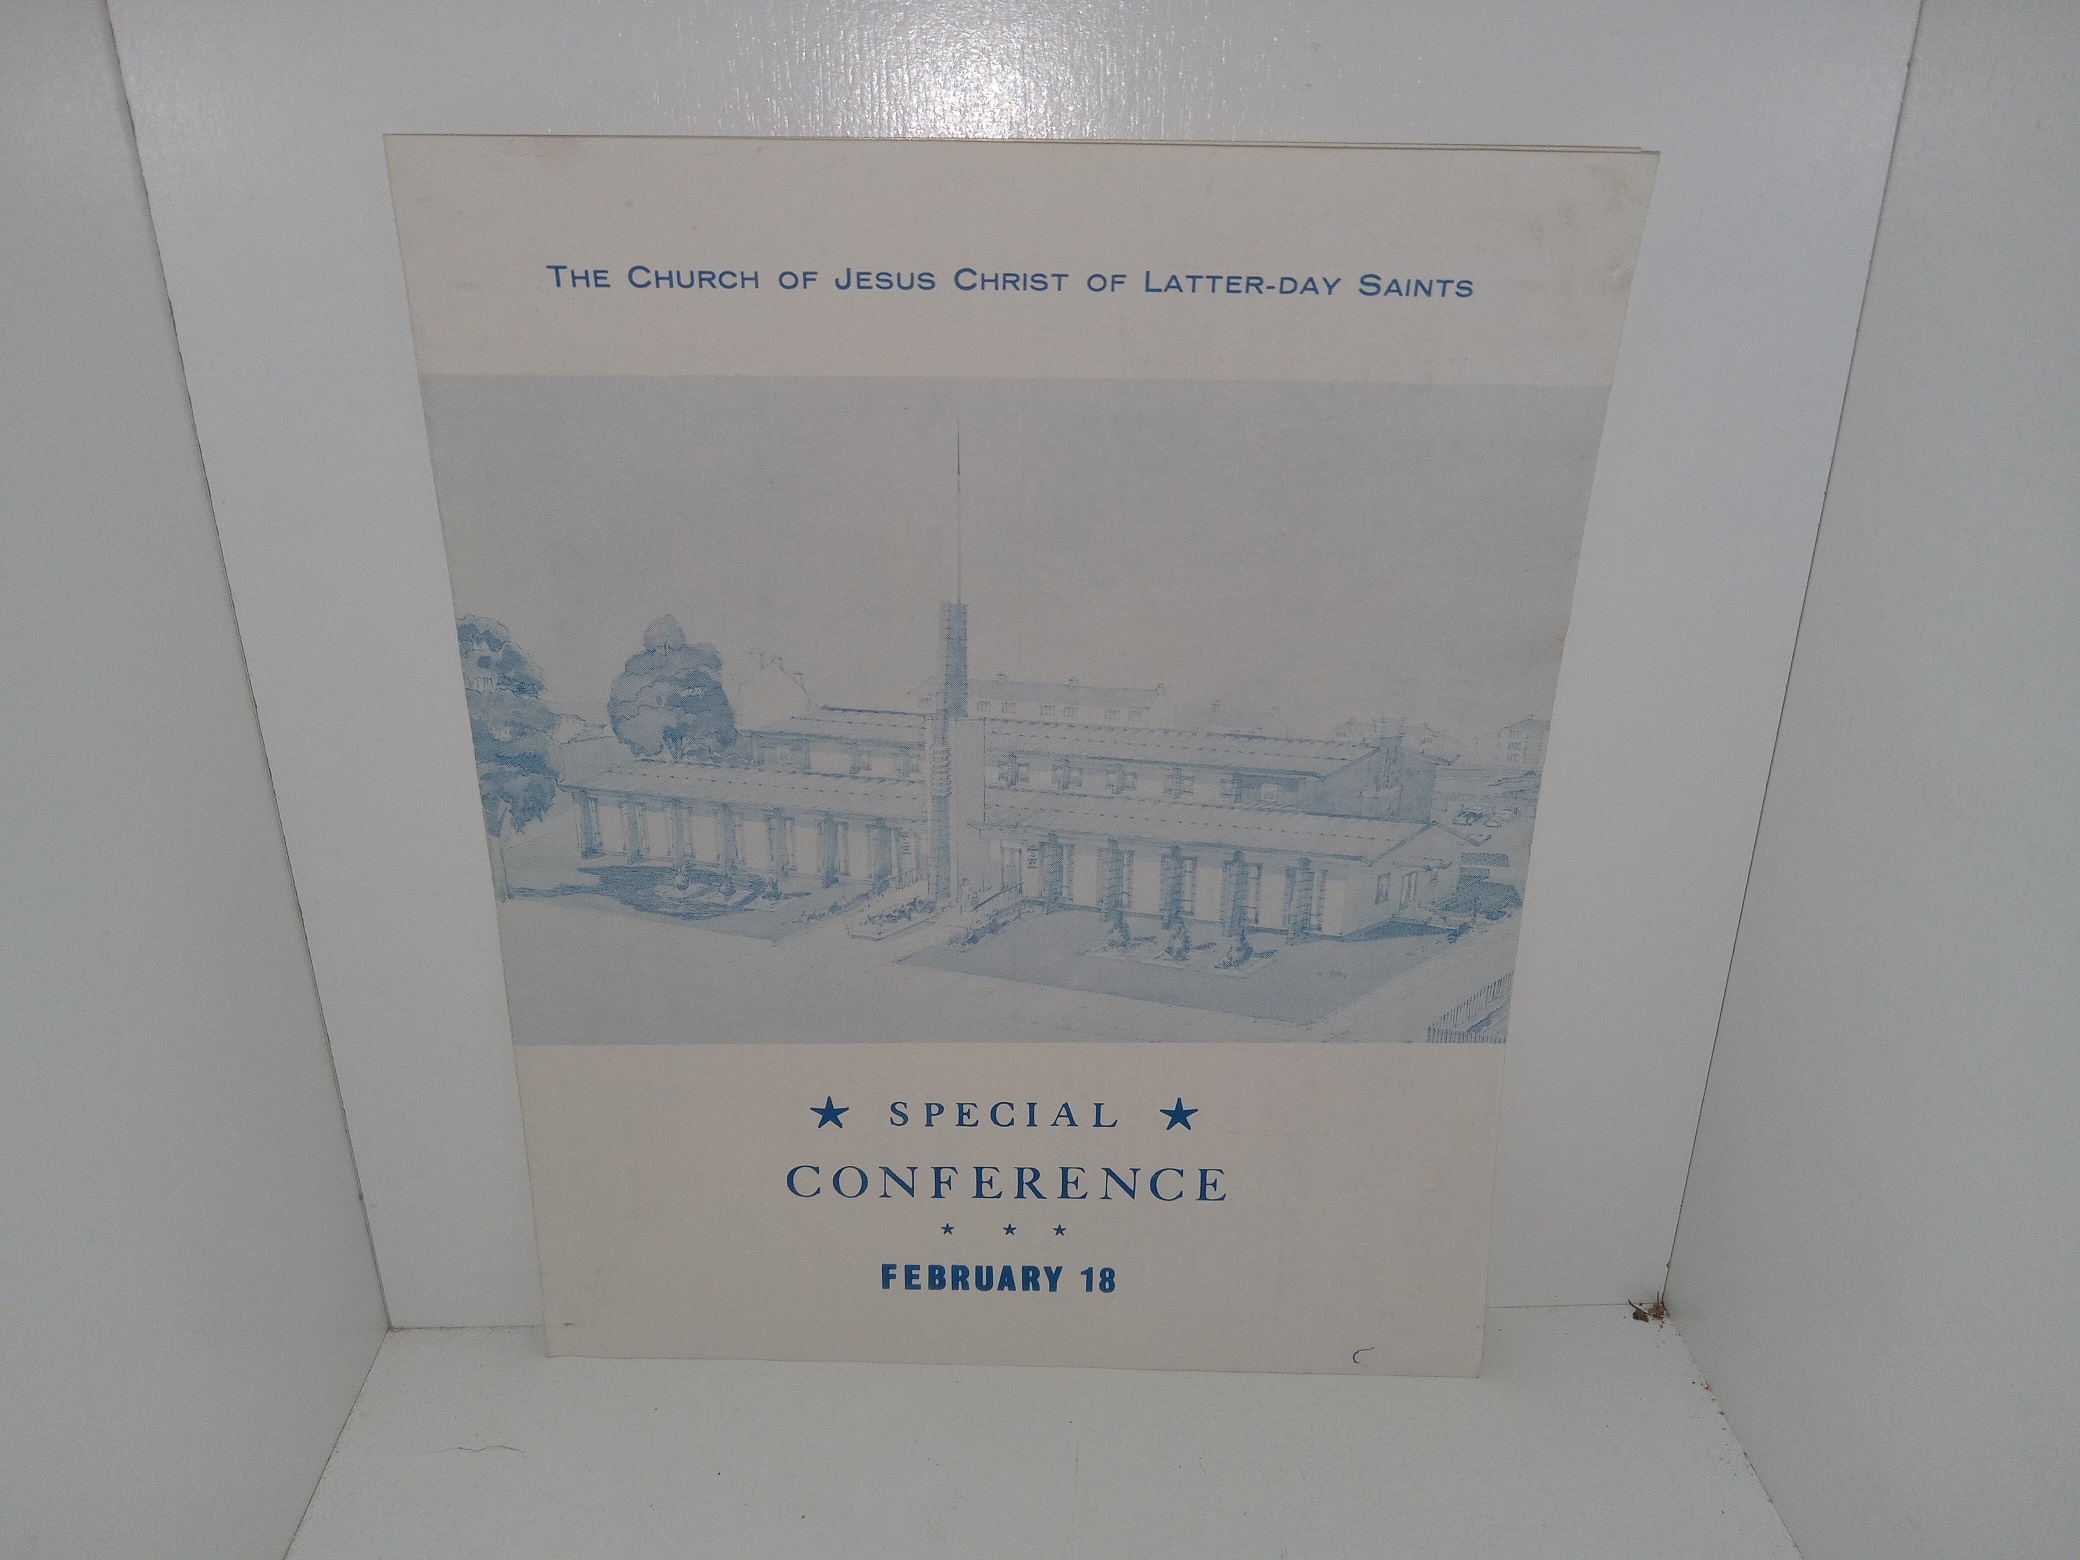 THE CHURCH OF JESUS CHRIST OF LATTER-DAY SAINTS
★ SPECIAL ★
CONFERENCE
★ ★ ★
FEBRUARY 18